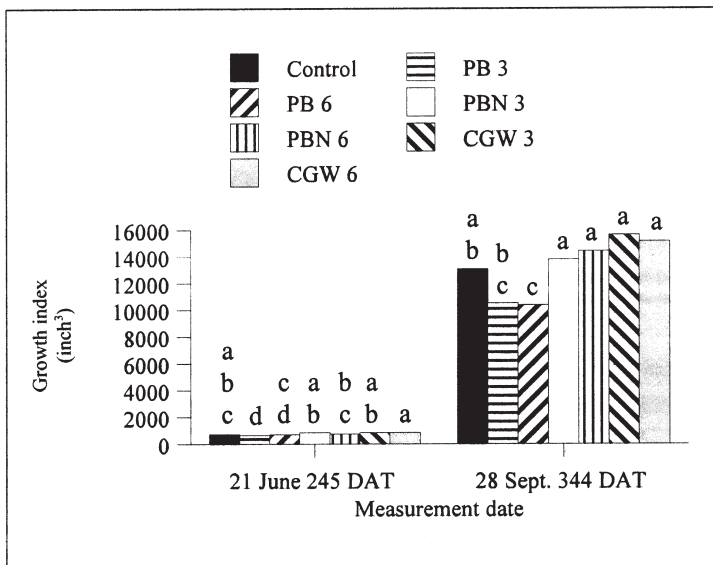 Control PB 3
PB 6 PBN 3
PBN 6 CGW 3
CGW 6
Growth index
(inch³)
16000
14000
12000
10000
8000
6000
4000
2000
0
a
b c a b a
c d d b c b a
a a a
a b a a
b c c
21 June 245 DAT 28 Sept. 344 DAT
Measurement date